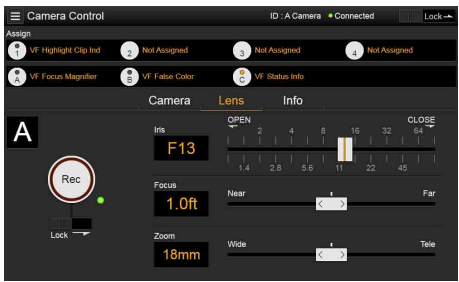 Camera Control
ID : A Camera Connected
Lock
Assign
1 VF Highlight Clip Ind
2 Not Assigned
3 Not Assigned
4 Not Assigned
A VF Focus Magnifier
B VF False Color
C VF Status Info
Camera Lens Info
A
Rec
Lock
Iris
F13
OPEN CLOSE
2 4 8 16 32 64
1.4 2.8 5.6 11 22 45
Focus
1.0ft
Near Far
Zoom
18mm
Wide Tele